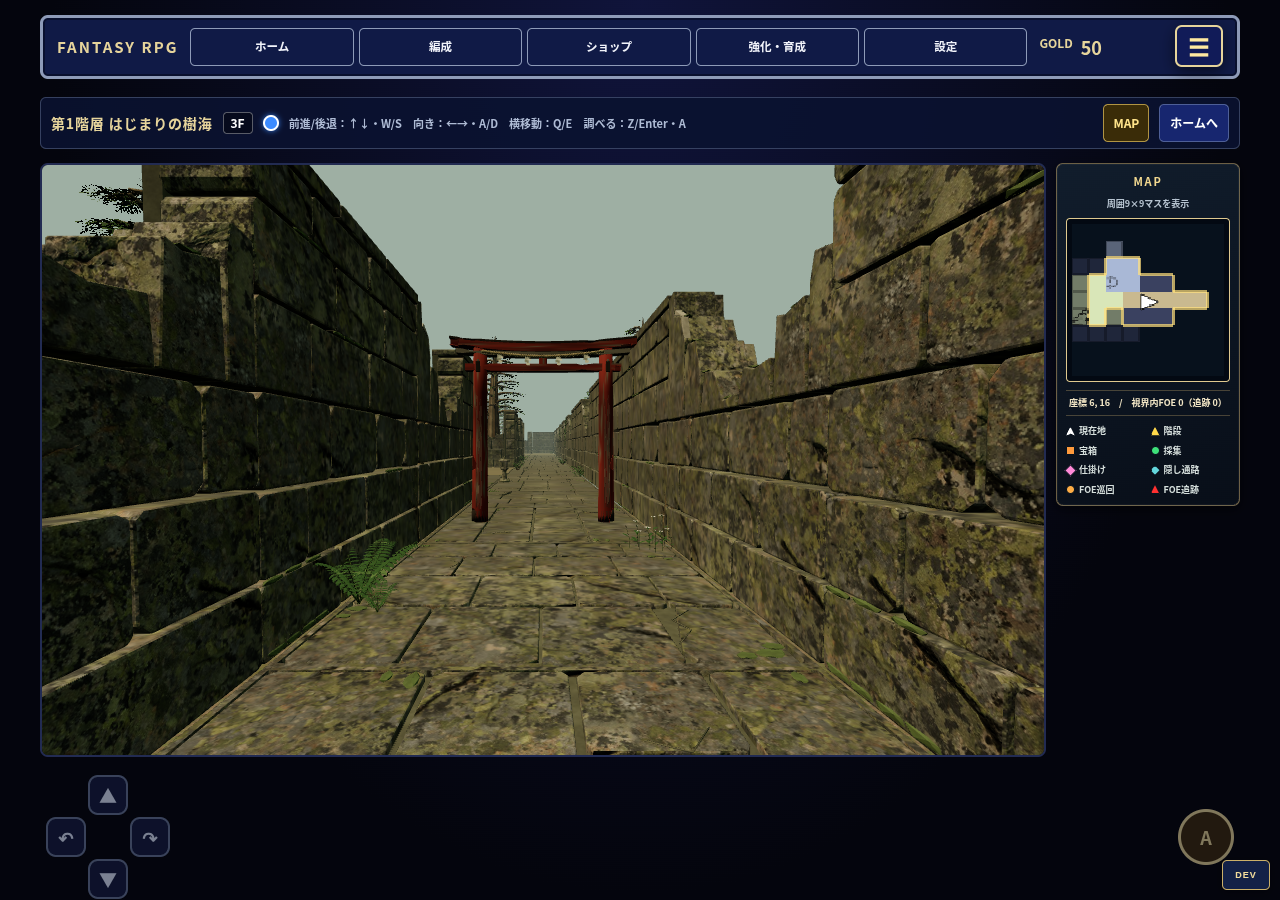 FANTASY RPG
ホーム
編成
ショップ
強化・育成
設定
GOLD 50
第1階層 はじまりの樹海
3F
前進/後退：↑↓・W/S 向き：←→・A/D 横移動：Q/E 調べる：Z/Enter・A
MAP
ホームへ
MAP
周囲9×9マスを表示
座標 6, 16 / 視界内FOE 0（追跡 0）
現在地
階段
宝箱
採集
仕掛け
隠し通路
FOE巡回
FOE追跡
A
DEV